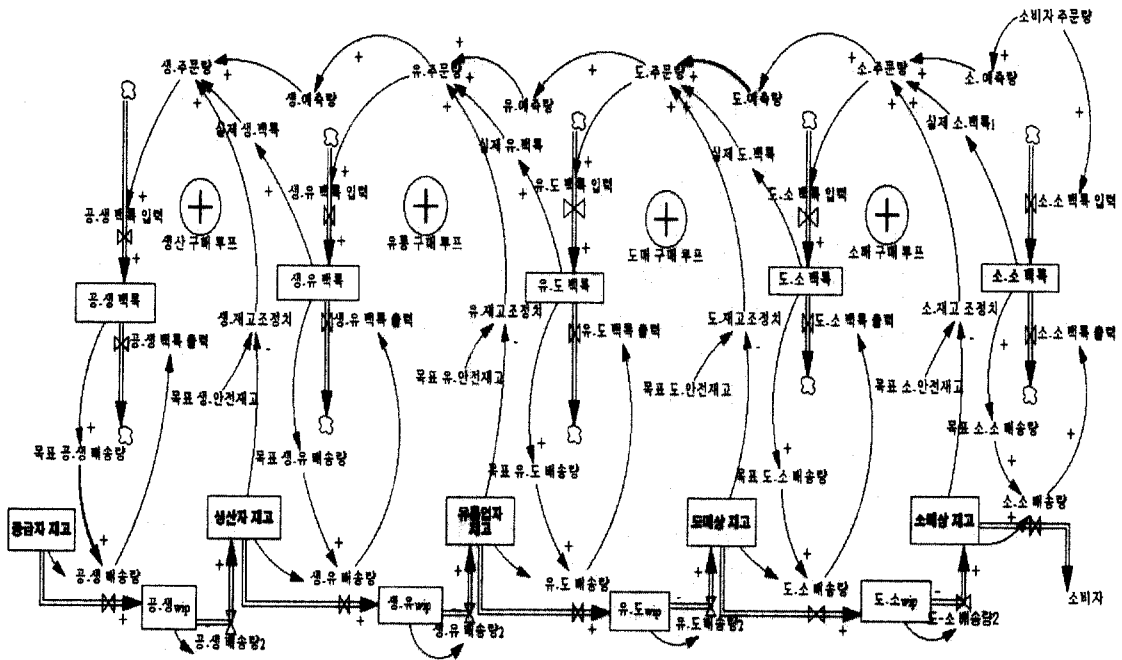 소비자 주문량
생.주문량
유.주문량
도.주문량
소.주문량
소.예측량
생.예측량
유.예측량
도.예측량
실제 생.백록
실제 유.백록
실제 도.백록
실제 소.백록
공.생 백록 입력
생.유 백록 입력
유.도 백록 입력
도.소 백록 입력
소.소 백록 입력
생산 구매 루프
유통 구매 루프
도매 구매 루프
소매 구매 루프
공.생 백록
생.유 백록
유.도 백록
도.소 백록
소.소 백록
생.재고조정치
유.재고조정치
도.재고조정치
소.재고조정치
공.생백록 출력
생.유 백록 출력
유.도백록 출력
도.소 백록 출력
소.소백록 출력
목표 생.안전재고
목표 유.안전재고
목표 도.안전재고
목표 소.안전재고
목표 공.생배송량
목표 생.유 배송량
목표 유.도 배송량
목표 도.소 배송량
목표 소.소 배송량
공급자 재고
생산자 재고
유통업자
재고
도매상 재고
소매상 재고
소.소배송량
공.생배송량
생.유배송량
유.도 배송량
도.소배송량
소비자
공.생wip
생.유wip
유.도wip
도.소wip
공.생 배송량2
생.유 배송량2
유.도배송량2
도-소 배송량2